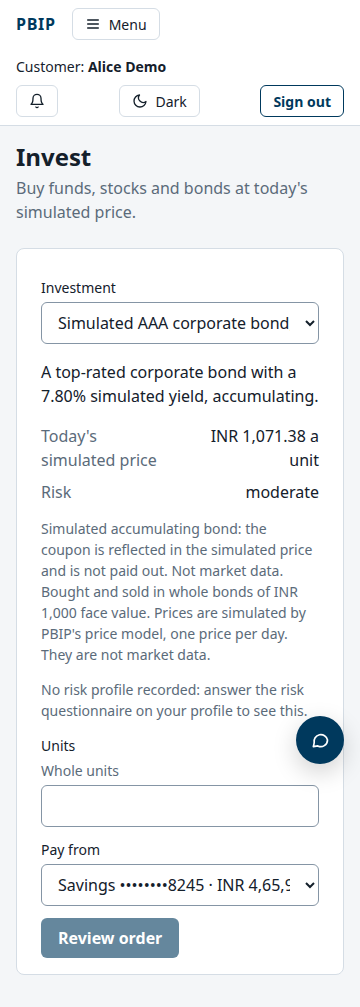 PBIP
Menu
Customer: Alice Demo
Dark
Sign out
Invest
Buy funds, stocks and bonds at today's
simulated price.
Investment
Simulated AAA corporate bond
A top-rated corporate bond with a
7.80% simulated yield, accumulating.
Today's
simulated price
INR 1,071.38 a
unit
Risk
moderate
Simulated accumulating bond: the
coupon is reflected in the simulated price
and is not paid out. Not market data.
Bought and sold in whole bonds of INR
1,000 face value. Prices are simulated by
PBIP's price model, one price per day.
They are not market data.
No risk profile recorded: answer the risk
questionnaire on your profile to see this.
Units
Whole units
Pay from
Savings ••••••••8245 · INR 4,65,9
Review order